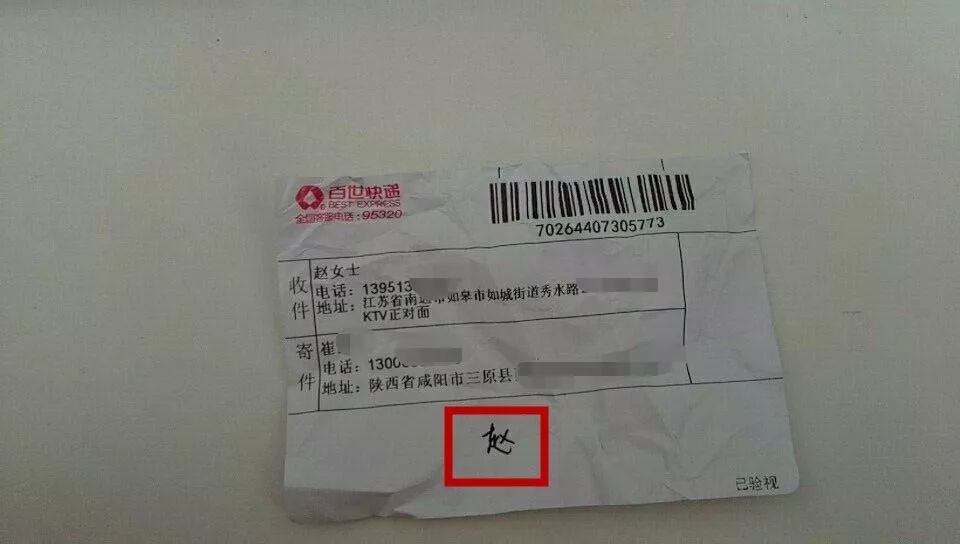 百世快递
BEST EXPRESS
全国客服电话:95320
70264407305773
收件
赵女士
电话：139513
地址：江苏省南通市如皋市如城街道秀水路
KTV正对面
寄件
崔
电话：1300
地址：陕西省咸阳市三原县
赵
已验视